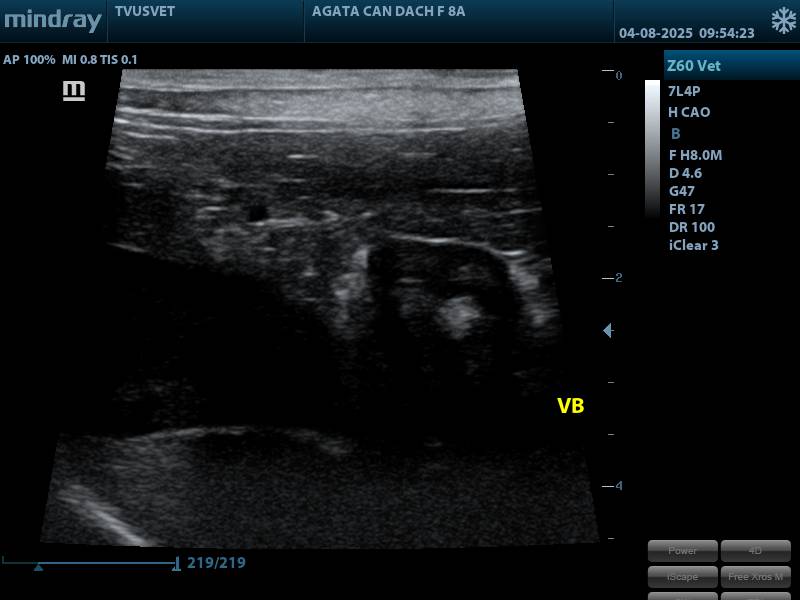 mindray
TVUSVET
AGATA CAN DACH F 8A
04-08-2025 09:54:23
AP 100% MI 0.8 TIS 0.1
m
Z60 Vet
7L4P
H CAO
B
F H8.0M
D 4.6
G47
FR 17
DR 100
iClear 3
0
2
4
VB
219/219
Power
4D
iScape
Free Xros M